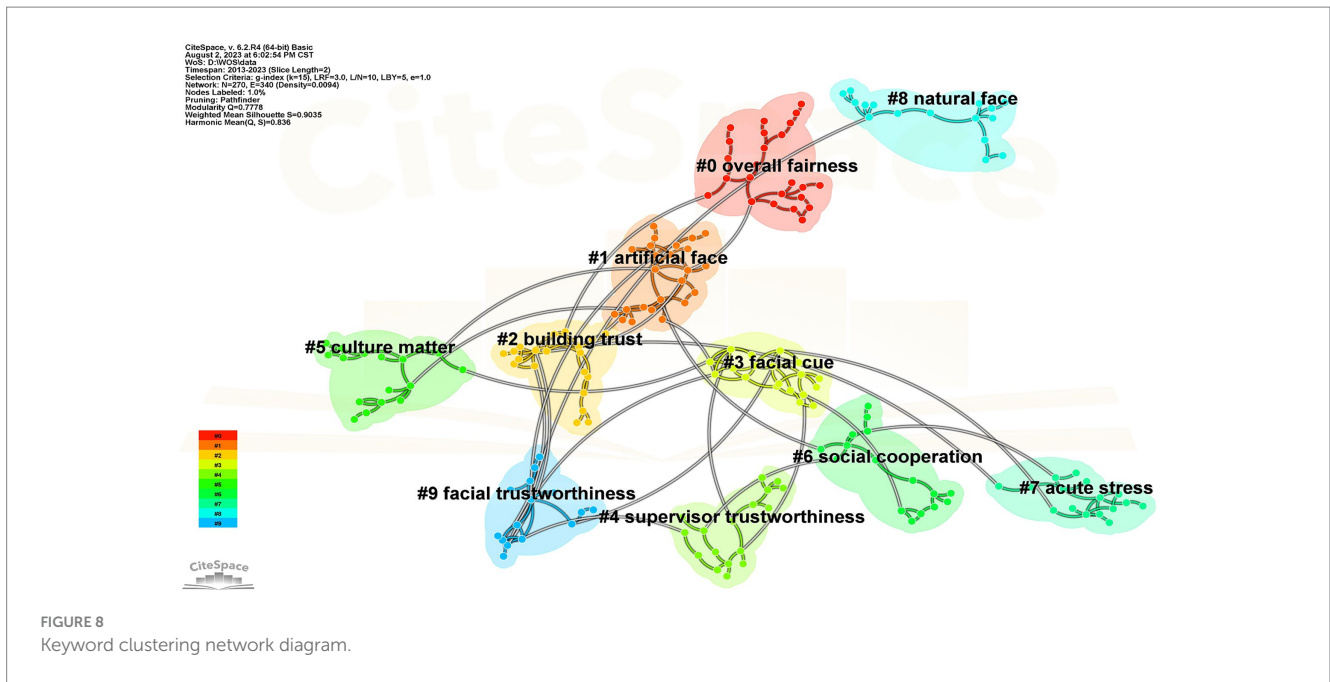 CiteSpace, v. 6.2.R4 (64-bit) Basic
August 2, 2023 at 6:02:54 PM CST
WoS: D:\WOS\data
Timespan: 2013-2023 (Slice Length=2)
Selection Criteria: g-index (k=15), LRF=3.0, L/N=10, LBY=5, e=1.0
Network: N=270, E=340 (Density=0.0094)
Nodes Labeled: 1.0%
Pruning: Pathfinder
Modularity Q=0.7778
Weighted Mean Silhouette S=0.9035
Harmonic Mean(Q, S)=0.836
CiteSpace
#8 natural face
#0 overall fairness
#1 artificial face
#2 building trust
#5 culture matter
#3 facial cue
#6 social cooperation
#7 acute stress
#9 facial trustworthiness
#4 supervisor trustworthiness
#0
#1
#2
#3
#4
#5
#6
#7
#8
#9
CiteSpace
FIGURE 8
Keyword clustering network diagram.